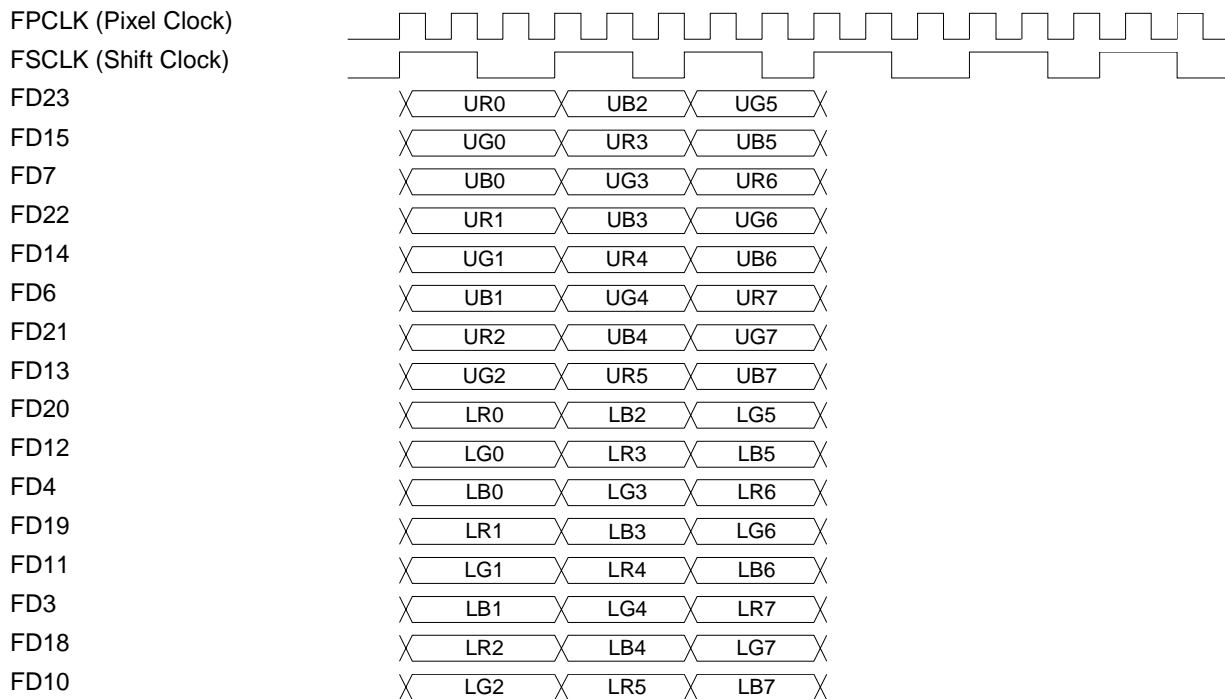 FPCLK (Pixel Clock)
FSCLK (Shift Clock)
FD23 UR0 UB2 UG5
FD15 UG0 UR3 UB5
FD7 UB0 UG3 UR6
FD22 UR1 UB3 UG6
FD14 UG1 UR4 UB6
FD6 UB1 UG4 UR7
FD21 UR2 UB4 UG7
FD13 UG2 UR5 UB7
FD20 LR0 LB2 LG5
FD12 LG0 LR3 LB5
FD4 LB0 LG3 LR6
FD19 LR1 LB3 LG6
FD11 LG1 LR4 LB6
FD3 LB1 LG4 LR7
FD18 LR2 LB4 LG7
FD10 LG2 LR5 LB7